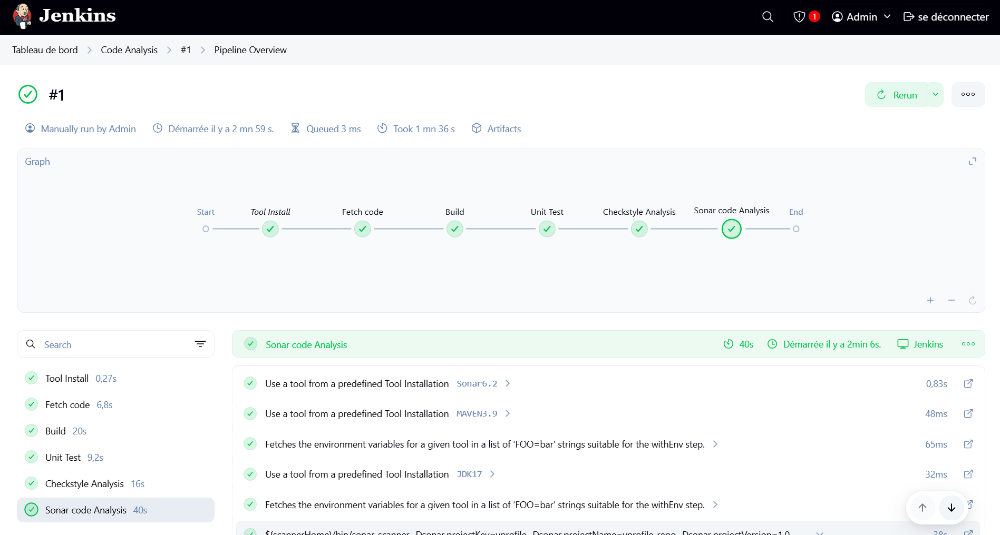 Jenkins
1
Admin
se déconnecter
Tableau de bord
Code Analysis
#1
Pipeline Overview
#1
Rerun
Manually run by Admin
Démarrée il y a 2 mn 59 s.
Queued 3 ms
Took 1 mn 36 s
Artifacts
Graph
Start
Tool Install
Fetch code
Build
Unit Test
Checkstyle Analysis
Sonar code Analysis
End
Search
Tool Install 0,27s
Fetch code 6,8s
Build 20s
Unit Test 9,2s
Checkstyle Analysis 16s
Sonar code Analysis 40s
Sonar code Analysis
40s
Démarrée il y a 2min 6s.
Jenkins
Use a tool from a predefined Tool Installation Sonar6.2 0,83s
Use a tool from a predefined Tool Installation MAVEN3.9 48ms
Fetches the environment variables for a given tool in a list of 'FOO=bar' strings suitable for the withEnv step. 65ms
Use a tool from a predefined Tool Installation JDK17 32ms
Fetches the environment variables for a given tool in a list of 'FOO=bar' strings suitable for the withEnv step.
${scannerHome}/bin/sonar-scanner -Dsonar.projectKey=vprofile -Dsonar.projectName=vprofile-repo -Dsonar.projectVersion=1.0 38s